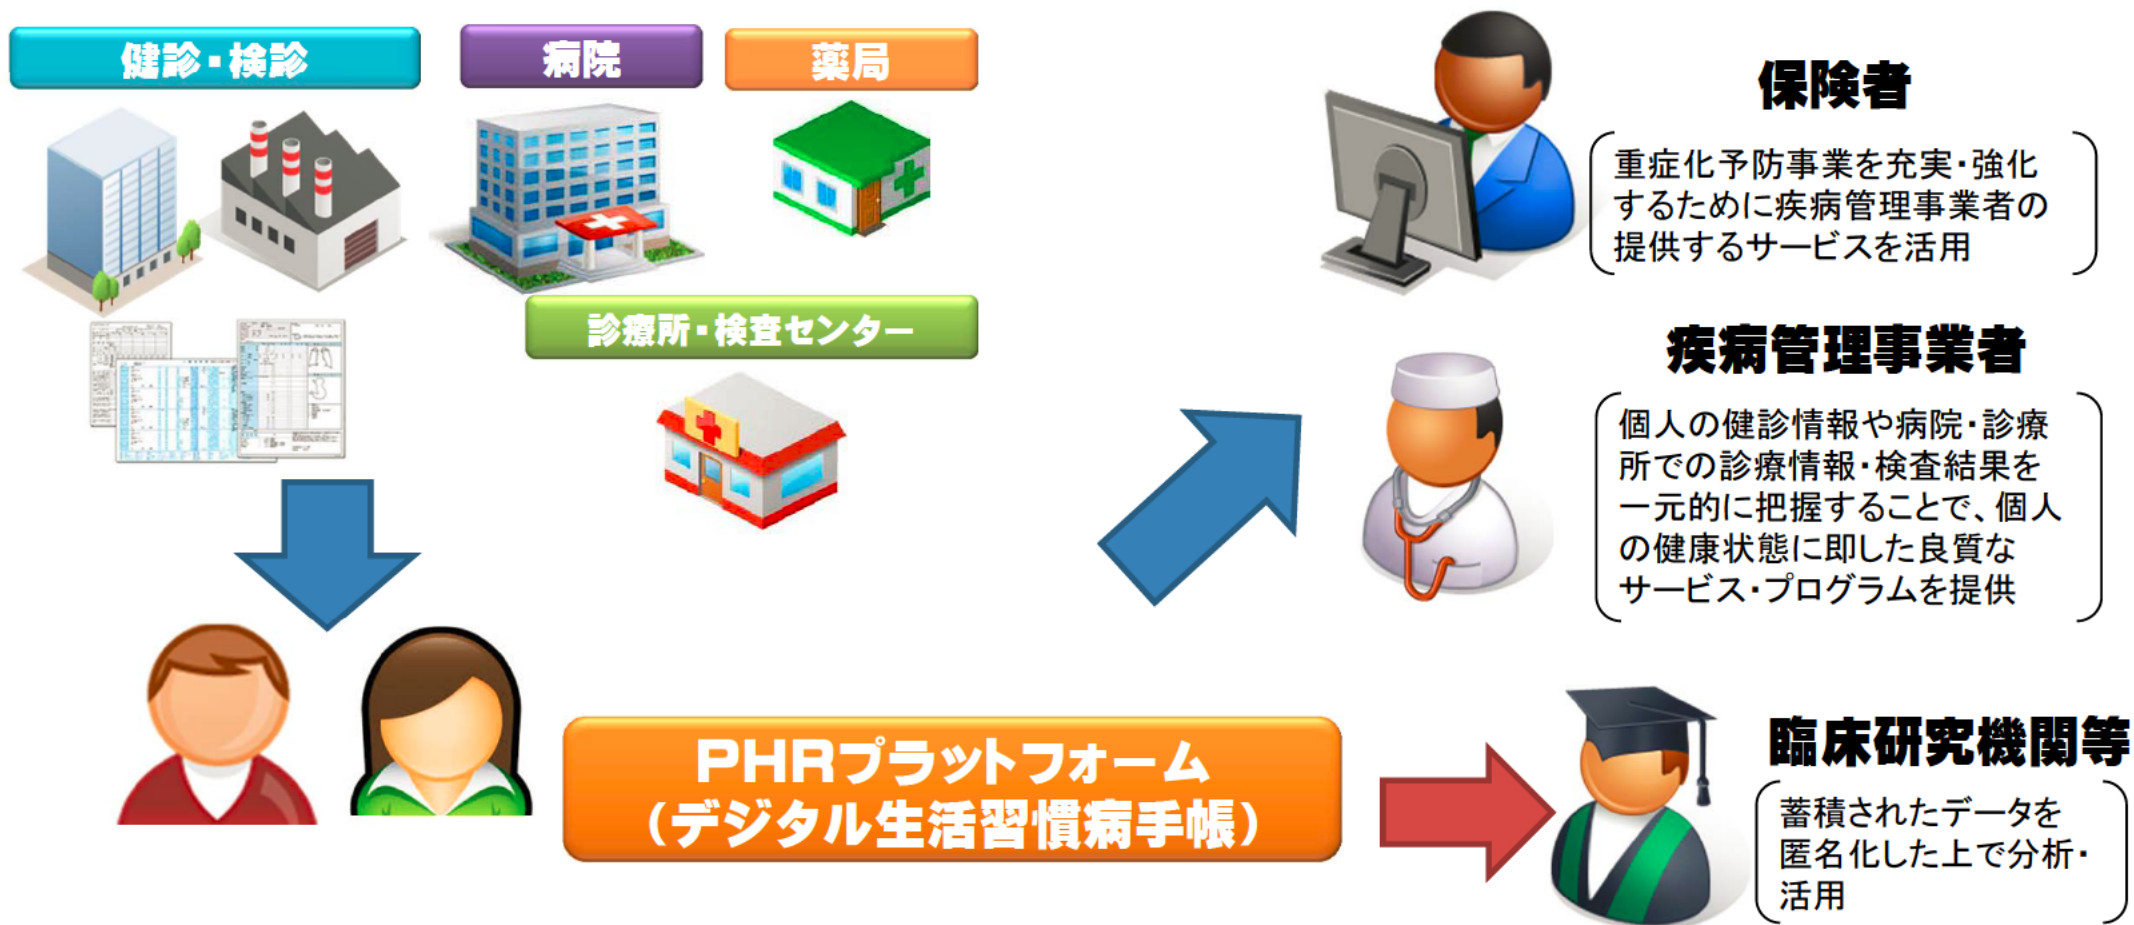 健診・検診
病院
薬局
診療所・検査センター
PHRプラットフォーム
（デジタル生活習慣病手帳）
保険者
重症化予防事業を充実・強化
するために疾病管理事業者の
提供するサービスを活用
疾病管理事業者
個人の健診情報や病院・診療
所での診療情報・検査結果を
一元的に把握することで、個人
の健康状態に即した良質な
サービス・プログラムを提供
臨床研究機関等
蓄積されたデータを
匿名化した上で分析・
活用